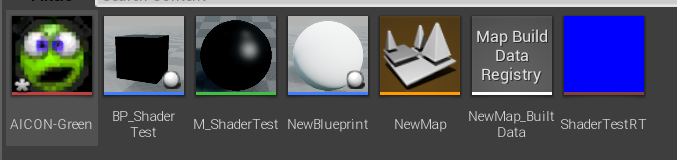 AICON-Green
BP_Shader
Test
M_ShaderTest
NewBlueprint
NewMap
Map Build
Data
Registry
NewMap_Built
Data
ShaderTestRT